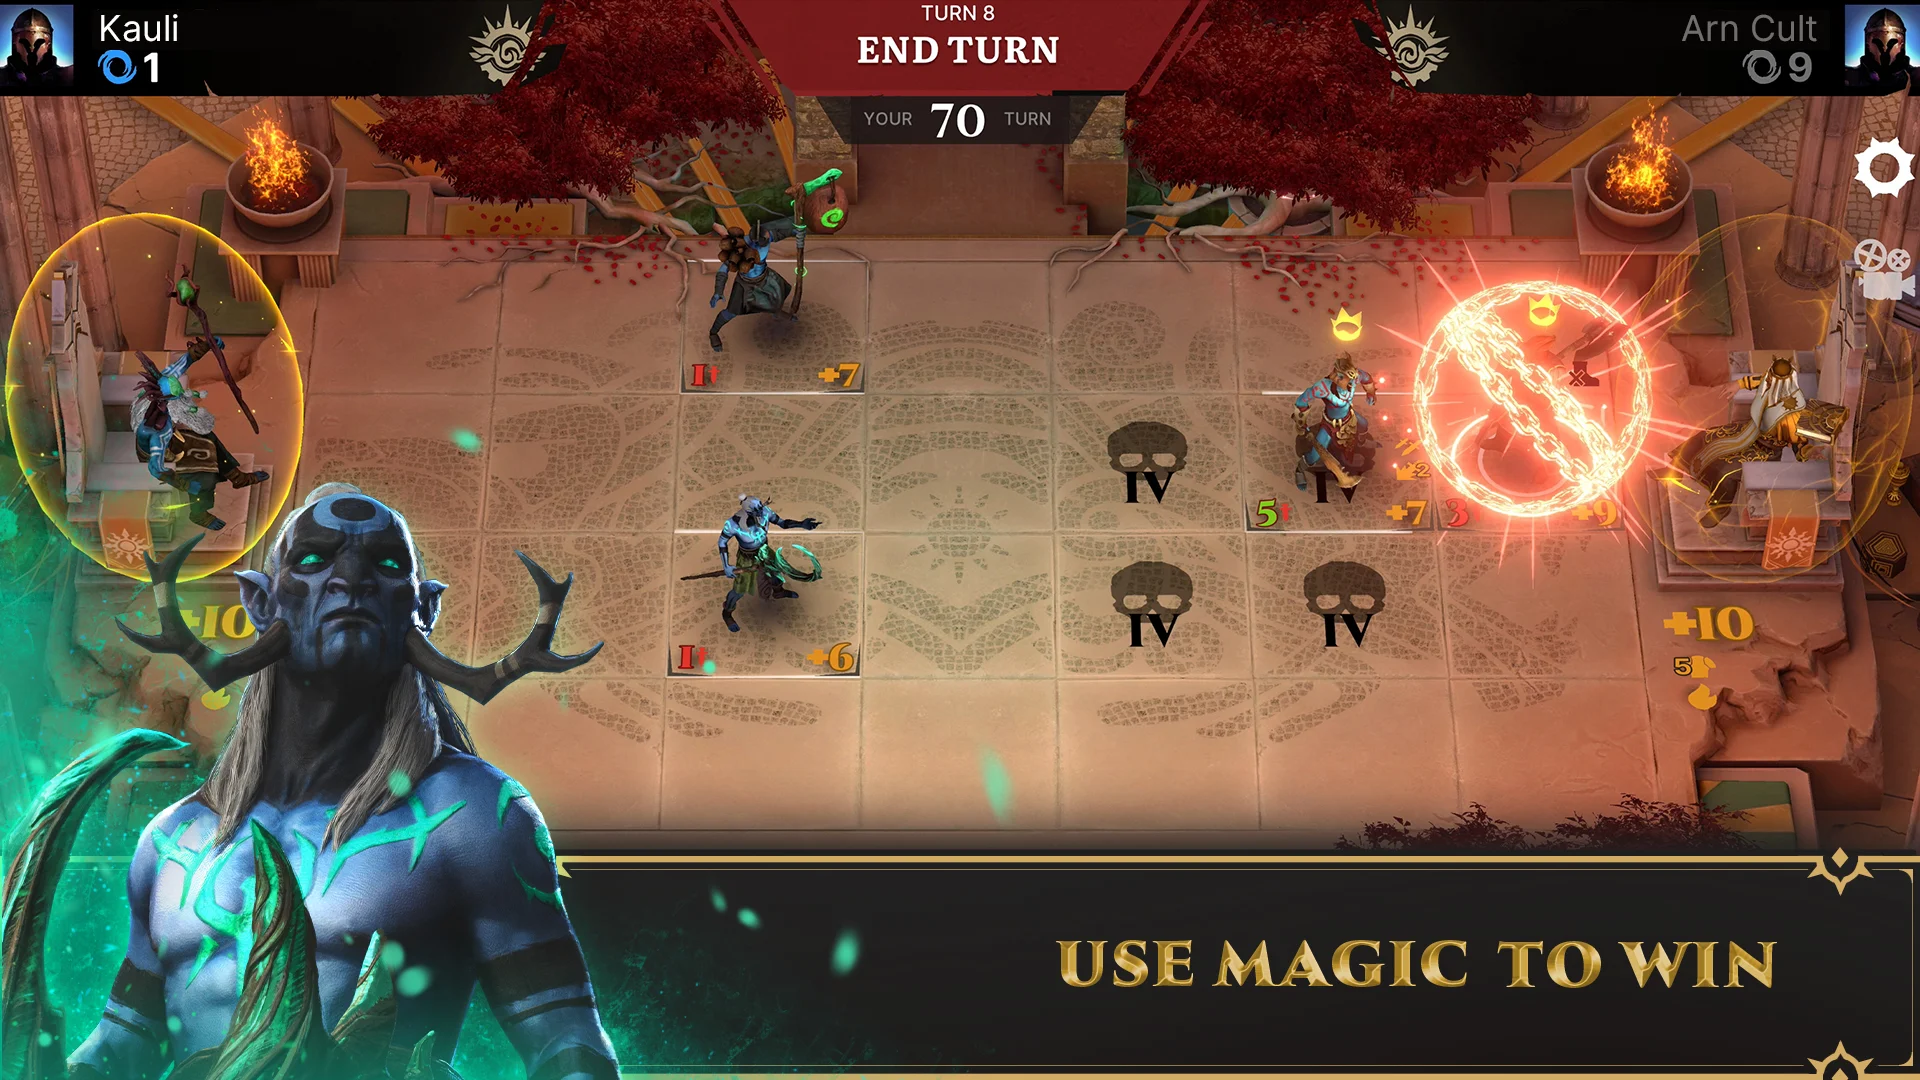 Kauli
1
TURN 8
END TURN
YOUR 70 TURN
Arn Cult
9
I +7
IV
IV
2
5 +7
3 +9
I +6
IV
IV
+10
+10
5
USE MAGIC TO WIN